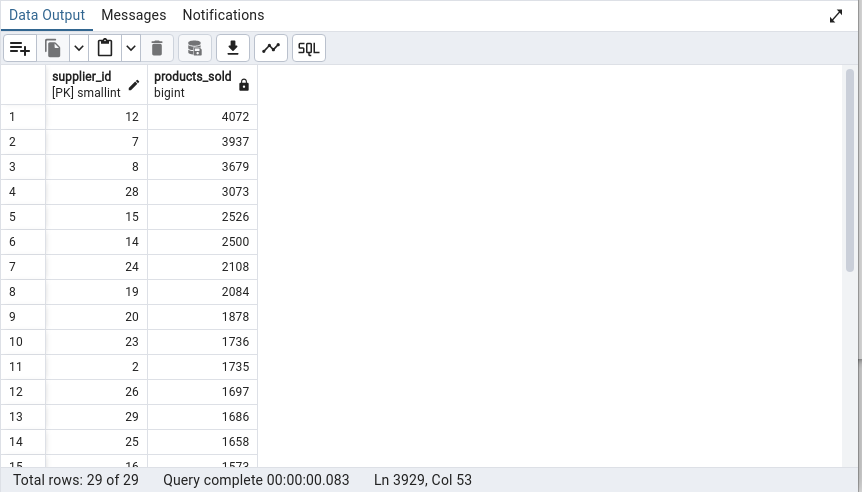 Data Output Messages Notifications
SQL
supplier_id products_sold
[PK] smallint bigint
1 12 4072
2 7 3937
3 8 3679
4 28 3073
5 15 2526
6 14 2500
7 24 2108
8 19 2084
9 20 1878
10 23 1736
11 2 1735
12 26 1697
13 29 1686
14 25 1658
15 16 1573
Total rows: 29 of 29 Query complete 00:00:00.083 Ln 3929, Col 53